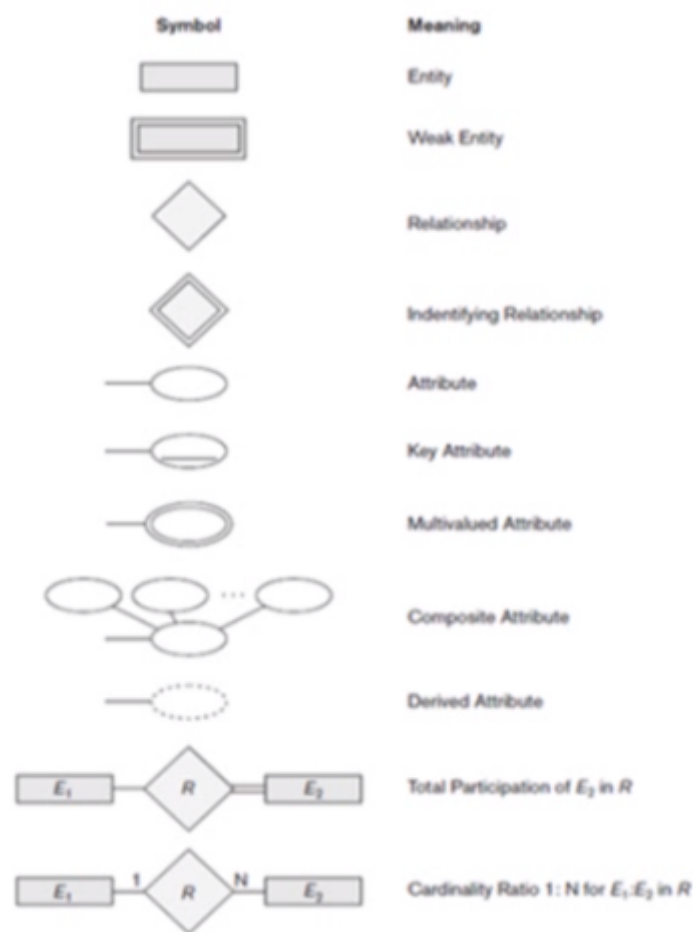 Symbol Meaning
Entity
Weak Entity
Relationship
Indentifying Relationship
Attribute
Key Attribute
Multivalued Attribute
...
Composite Attribute
Derived Attribute
E₁ R E₂ Total Participation of E₂ in R
E₁ 1 R N E₂ Cardinality Ratio 1: N for E₁:E₂ in R